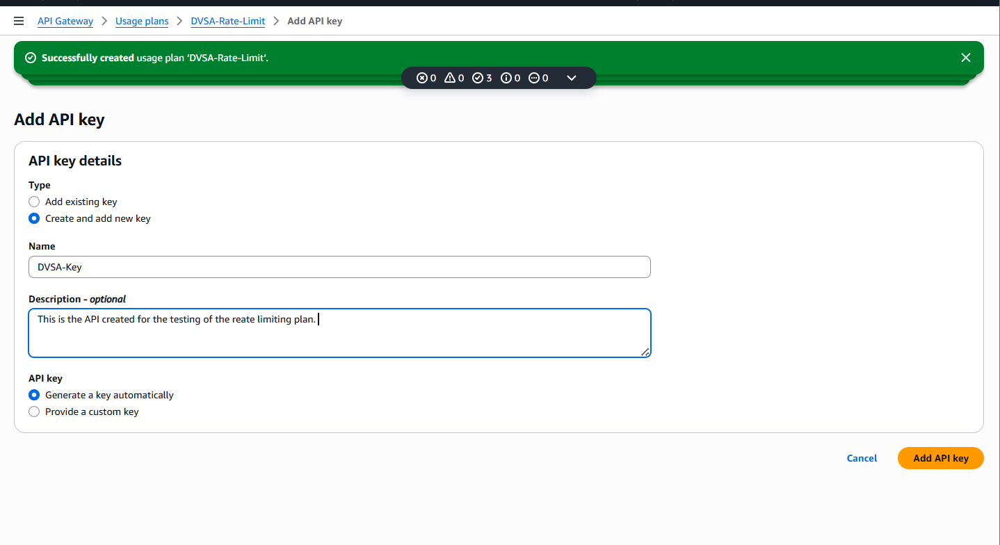 API Gateway > Usage plans > DVSA-Rate-Limit > Add API key
Successfully created usage plan ‘DVSA-Rate-Limit’.
0 0 3 0 0
Add API key
API key details
Type
Add existing key
Create and add new key
Name
DVSA-Key
Description - optional
This is the API created for the testing of the reate limiting plan.
API key
Generate a key automatically
Provide a custom key
Cancel Add API key